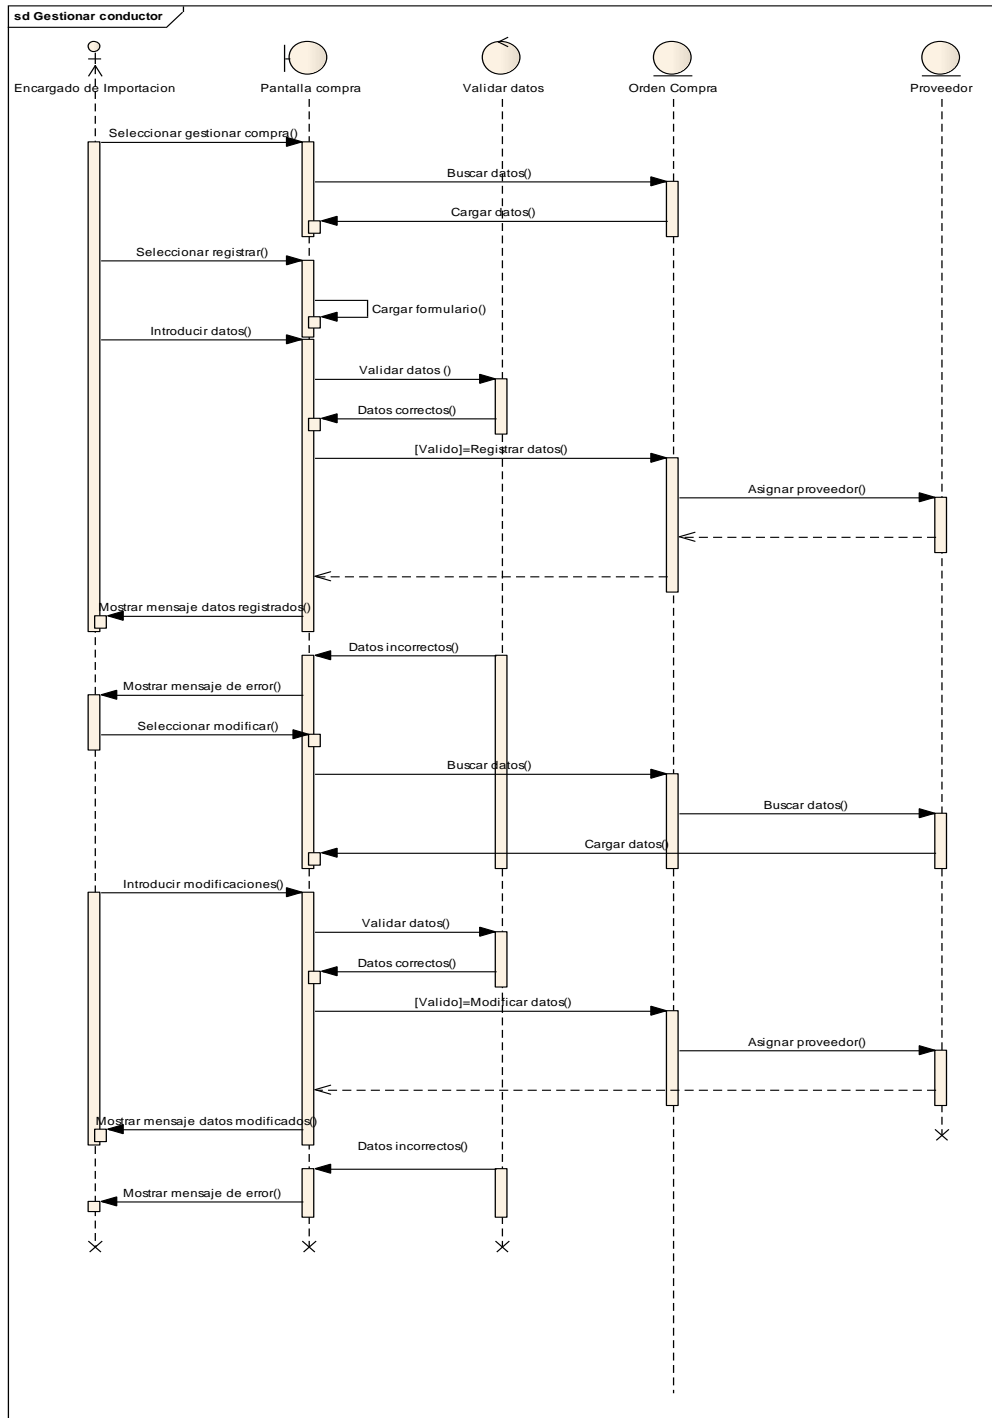 sd Gestionar conductor
Encargado de Importacion
Pantalla compra
Validar datos
Orden Compra
Proveedor
Seleccionar gestionar compra()
Buscar datos()
Cargar datos()
Seleccionar registrar()
Cargar formulario()
Introducir datos()
Validar datos ()
Datos correctos()
[Valido]=Registrar datos()
Asignar proveedor()
Mostrar mensaje datos registrados()
Datos incorrectos()
Mostrar mensaje de error()
Seleccionar modificar()
Buscar datos()
Buscar datos()
Cargar datos()
Introducir modificaciones()
Validar datos()
Datos correctos()
[Valido]=Modificar datos()
Asignar proveedor()
Mostrar mensaje datos modificados()
Datos incorrectos()
Mostrar mensaje de error()